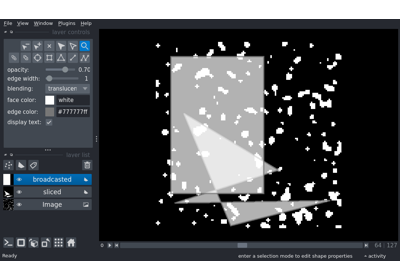 File View Window Plugins Help
layer controls
opacity: 0.70
edge width: 1
blending: translucen
face color: white
edge color: #777777ff
display text:
layer list
broadcasted
sliced
Image
64 127
Ready enter a selection mode to edit shape properties activity